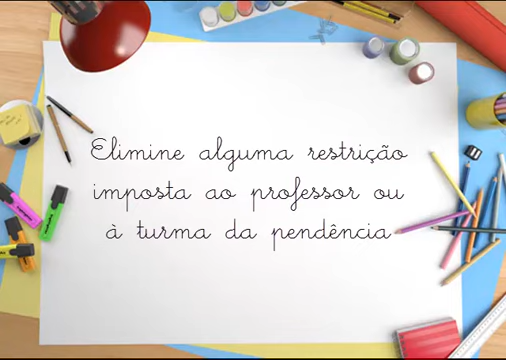 Elimine alguma restrição
imposta ao professor ou
à turma da pendência